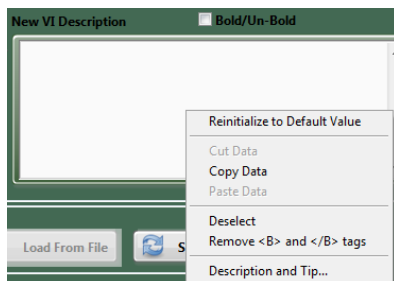 New VI Description
Bold/Un-Bold
Reinitialize to Default Value
Cut Data
Copy Data
Paste Data
Deselect
Remove <B> and </B> tags
Load From File
S
Description and Tip...